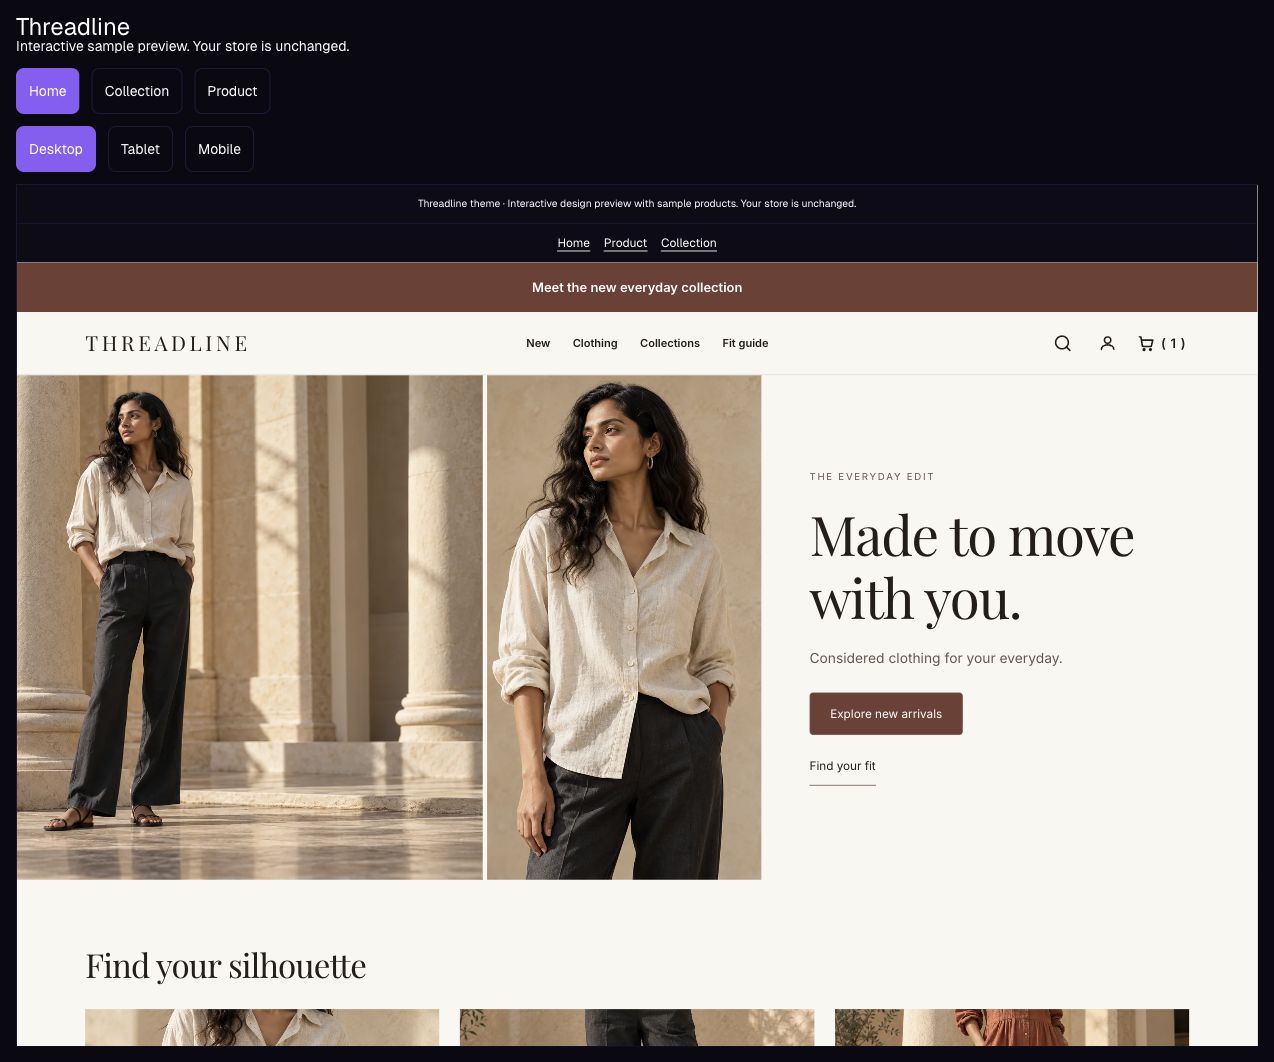 Threadline
Interactive sample preview. Your store is unchanged.
Home Collection Product
Desktop Tablet Mobile
Threadline theme · Interactive design preview with sample products. Your store is unchanged.
Home Product Collection
Meet the new everyday collection
THREADLINE New Clothing Collections Fit guide ( 1 )
THE EVERYDAY EDIT
Made to move
with you.
Considered clothing for your everyday.
Explore new arrivals
Find your fit
Find your silhouette